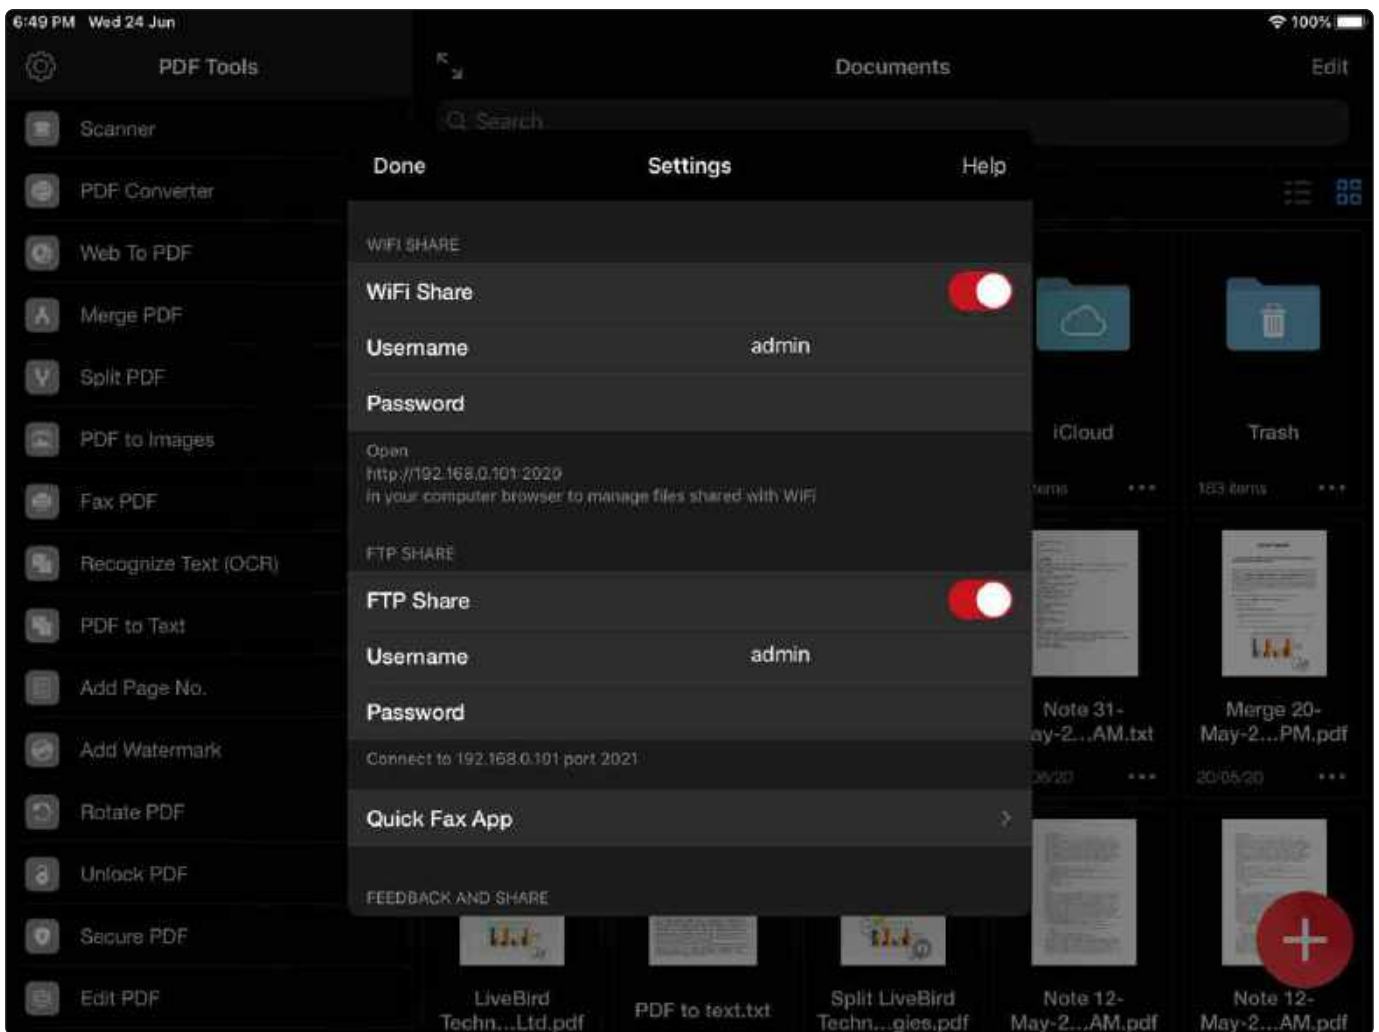 6:49 PM Wed 24 Jun
100%
PDF Tools
Documents
Edit
Search
Scanner
PDF Converter
Web To PDF
Merge PDF
Split PDF
PDF to Images
Fax PDF
Recognize Text (OCR)
PDF to Text
Add Page No.
Add Watermark
Rotate PDF
Unlock PDF
Secure PDF
Edit PDF
Done
Settings
Help
WIFI SHARE
WiFi Share
Username admin
Password
Open
http://192.168.0.101:2020
in your computer browser to manage files shared with WiFi
FTP SHARE
FTP Share
Username admin
Password
Connect to 192.168.0.101 port 2021
Quick Fax App
FEEDBACK AND SHARE
iCloud
Trash
183 items
Note 31-
ay-2...AM.txt
Merge 20-
May-2...PM.pdf
20/05/20
LiveBird
Techn...Ltd.pdf
PDF to text.txt
Split LiveBird
Techn...gies.pdf
Note 12-
May-2...AM.pdf
Note 12-
May-2...AM.pdf